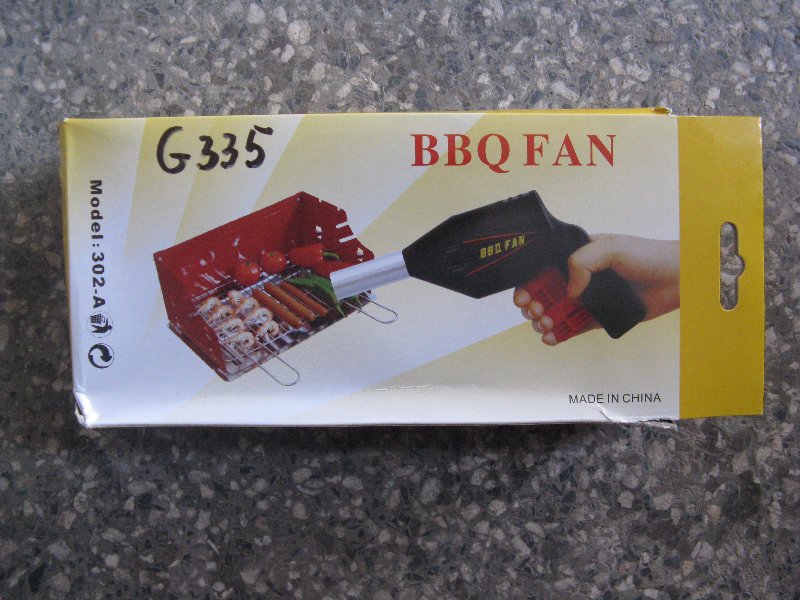 G335
BBQ FAN
Model: 302-A
BBQ FAN
MADE IN CHINA